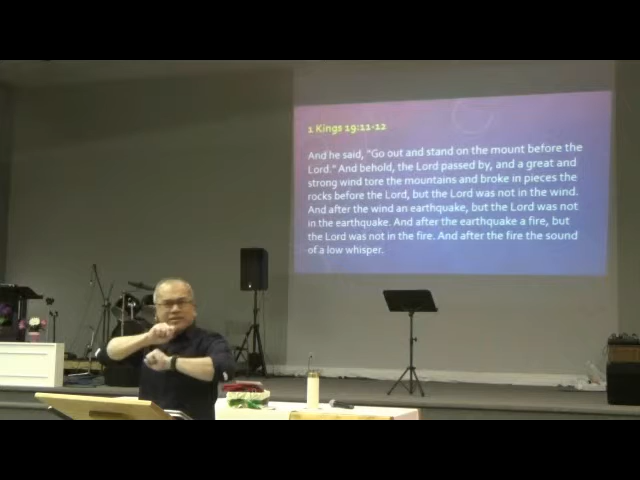 1 Kings 19:11-12
And he said, "Go out and stand on the mount before the
Lord." And behold, the Lord passed by, and a great and
strong wind tore the mountains and broke in pieces the
rocks before the Lord, but the Lord was not in the wind.
And after the wind an earthquake, but the Lord was not
in the earthquake. And after the earthquake a fire, but
the Lord was not in the fire. And after the fire the sound
of a low whisper.